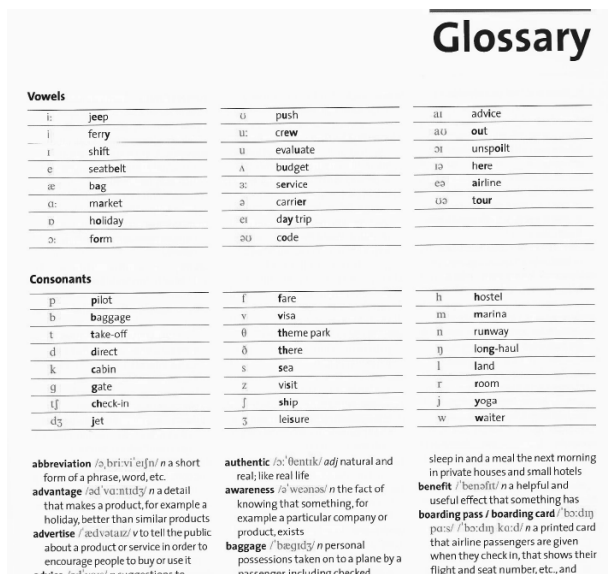 Glossary
Vowels
iː jeep
i ferry
ɪ shift
e seatbelt
æ bag
ɑː market
ɒ holiday
ɔː form
ʊ push
uː crew
u evaluate
ʌ budget
ɜː service
ə carrier
eɪ day trip
əʊ code
aɪ advice
aʊ out
ɔɪ unspoilt
ɪə here
eə airline
ʊə tour
Consonants
p pilot
b baggage
t take-off
d direct
k cabin
g gate
tʃ check-in
dʒ jet
f fare
v visa
θ theme park
ð there
s sea
z visit
ʃ ship
ʒ leisure
h hostel
m marina
n runway
ŋ long-haul
l land
r room
j yoga
w waiter
abbreviation /əˌbriːviˈeɪʃn/ n a short
form of a phrase, word, etc.
advantage /ədˈvɑːntɪdʒ/ n a detail
that makes a product, for example a
holiday, better than similar products
advertise /ˈædvətaɪz/ v to tell the public
about a product or service in order to
encourage people to buy or use it
authentic /ɔːˈθentɪk/ adj natural and
real; like real life
awareness /əˈweənəs/ n the fact of
knowing that something, for
example a particular company or
product, exists
baggage /ˈbægɪdʒ/ n personal
possessions taken on to a plane by a
passenger including checked
sleep in and a meal the next morning
in private houses and small hotels
benefit /ˈbenəfɪt/ n a helpful and
useful effect that something has
boarding pass / boarding card /ˈbɔːdɪŋ
pɑːs/ /ˈbɔːdɪŋ kɑːd/ n a printed card
that airline passengers are given
when they check in, that shows their
flight and seat number, etc., and